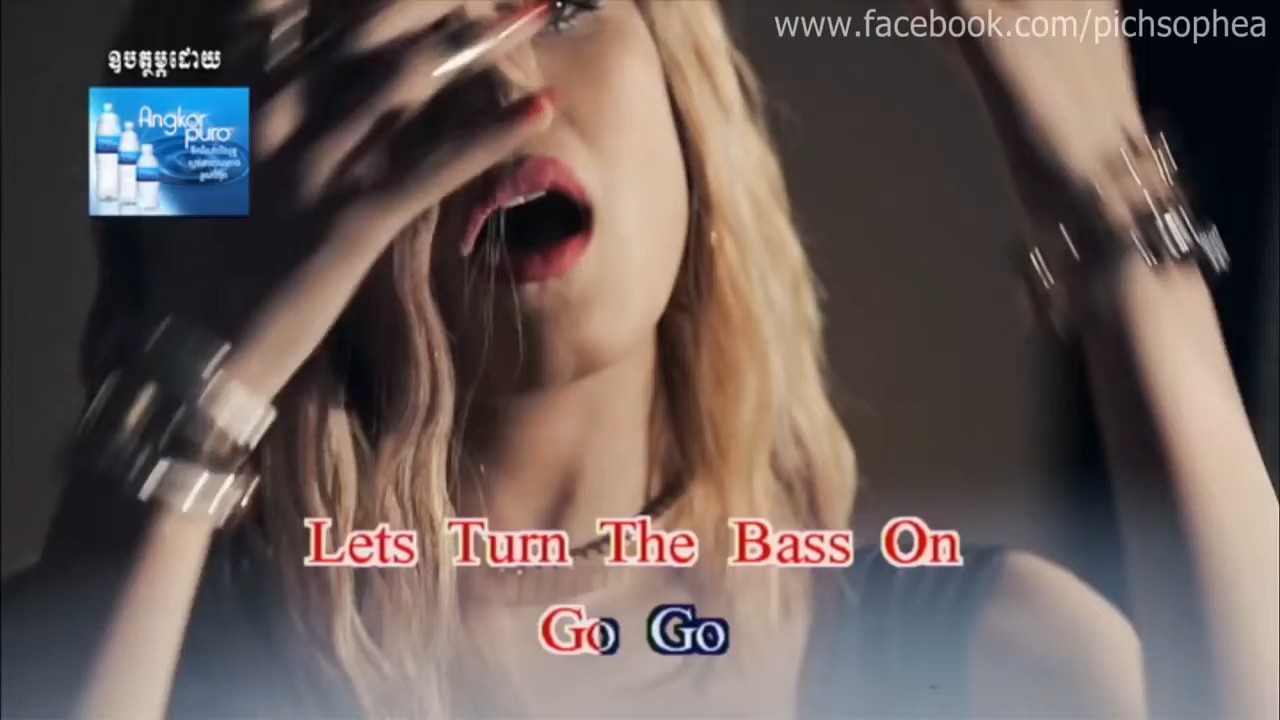 www.facebook.com/pichsophea
ឧបត្ថម្ភដោយ
Angkor
puro
Lets Turn The Bass On
Go Go